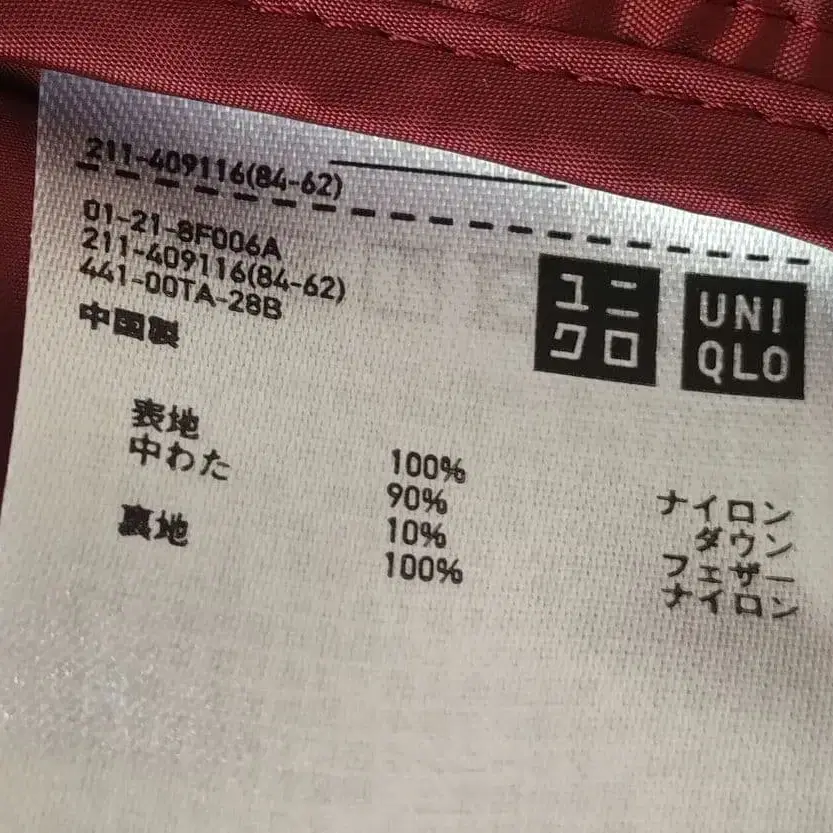 211-409116(84-62)
01-21-8F006A
211-409116(84-62)
441-00TA-28B
中国製
ユニ
クロ
UNI
QLO
表地 100% ナイロン
中わた 90% ダウン
10% フェザー
裏地 100% ナイロン